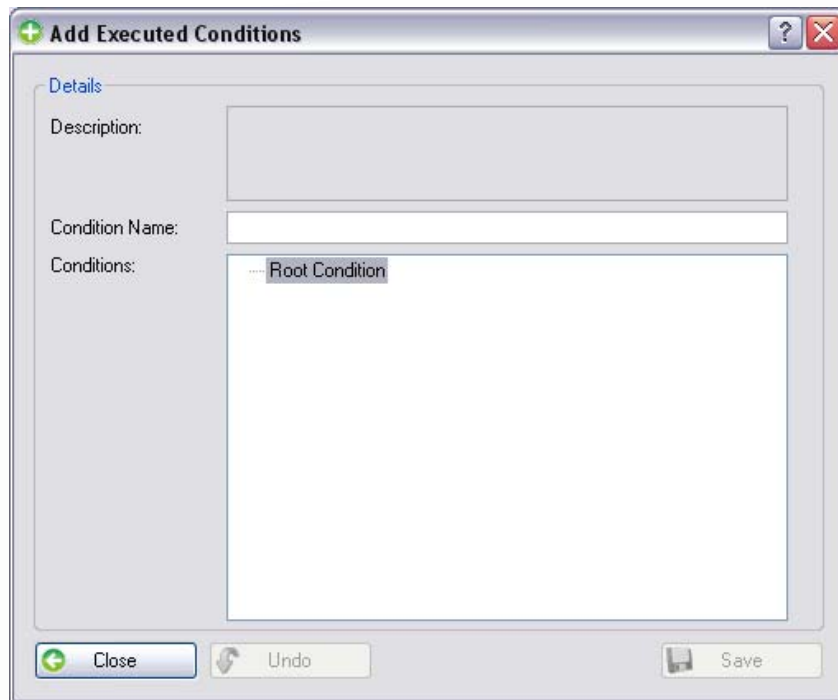 Add Executed Conditions
?
Details
Description:
Condition Name:
Conditions:
Root Condition
Close
Undo
Save